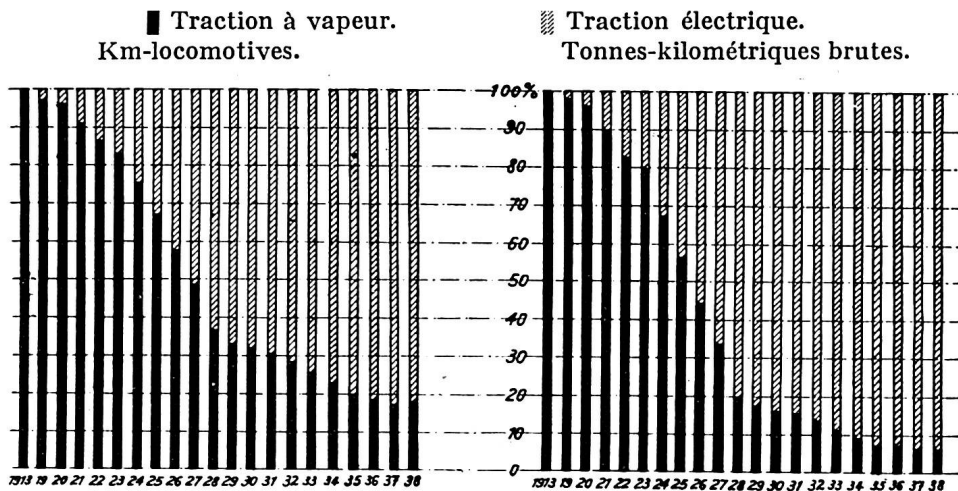 Traction à vapeur. Traction électrique.
Km-locomotives. Tonnes-kilométriques brutes.
100%
90
80
70
60
50
40
30
20
10
0
1913 19 20 21 22 23 24 25 26 27 28 29 30 31 32 33 34 35 36 37 38
1913 19 20 21 22 23 24 25 26 27 28 29 30 31 32 33 34 35 36 37 38